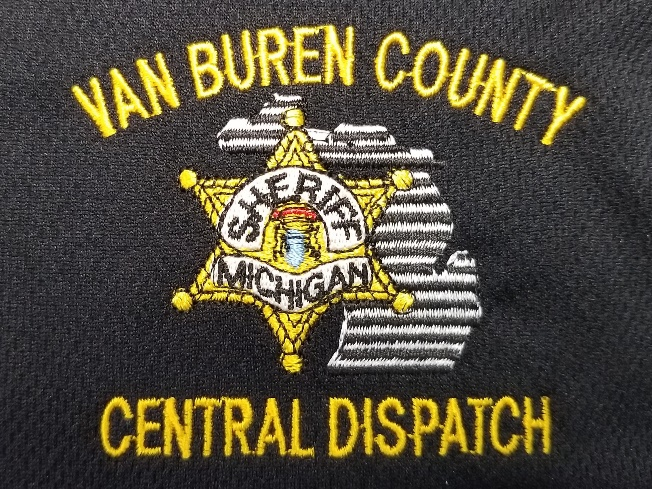 VAN BUREN COUNTY
SHERIFF
MICHIGAN
CENTRAL DISPATCH